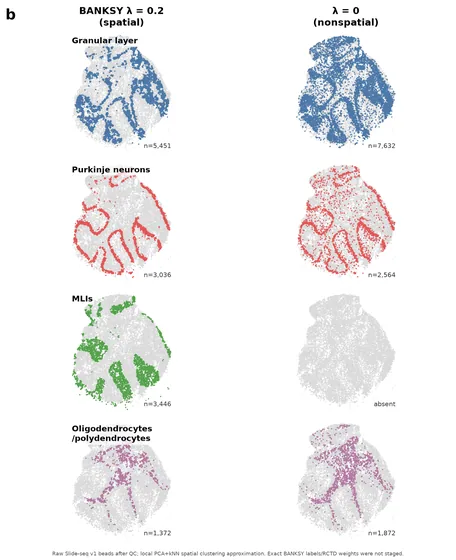 b
BANKSY λ = 0.2
(spatial)
λ = 0
(nonspatial)
Granular layer
n=5,451
n=7,632
Purkinje neurons
n=3,036
n=2,564
MLIs
n=3,446
absent
Oligodendrocytes
/polydendrocytes
n=1,372
n=1,872
Raw Slide-seq v1 beads after QC; local PCA+kNN spatial clustering approximation. Exact BANKSY labels/RCTD weights were not staged.